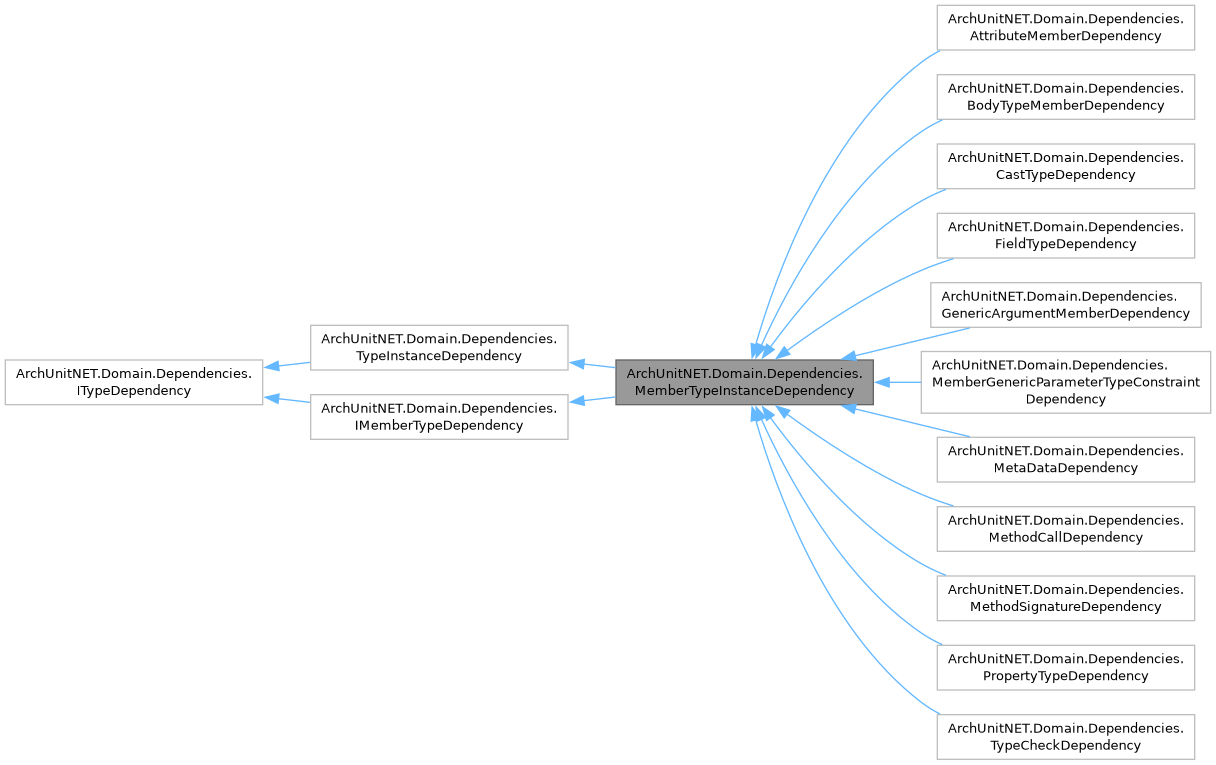 ArchUnitNET.Domain.Dependencies.
ITypeDependency
ArchUnitNET.Domain.Dependencies.
TypeInstanceDependency
ArchUnitNET.Domain.Dependencies.
IMemberTypeDependency
ArchUnitNET.Domain.Dependencies.
MemberTypeInstanceDependency
ArchUnitNET.Domain.Dependencies.
AttributeMemberDependency
ArchUnitNET.Domain.Dependencies.
BodyTypeMemberDependency
ArchUnitNET.Domain.Dependencies.
CastTypeDependency
ArchUnitNET.Domain.Dependencies.
FieldTypeDependency
ArchUnitNET.Domain.Dependencies.
GenericArgumentMemberDependency
ArchUnitNET.Domain.Dependencies.
MemberGenericParameterTypeConstraint
Dependency
ArchUnitNET.Domain.Dependencies.
MetaDataDependency
ArchUnitNET.Domain.Dependencies.
MethodCallDependency
ArchUnitNET.Domain.Dependencies.
MethodSignatureDependency
ArchUnitNET.Domain.Dependencies.
PropertyTypeDependency
ArchUnitNET.Domain.Dependencies.
TypeCheckDependency